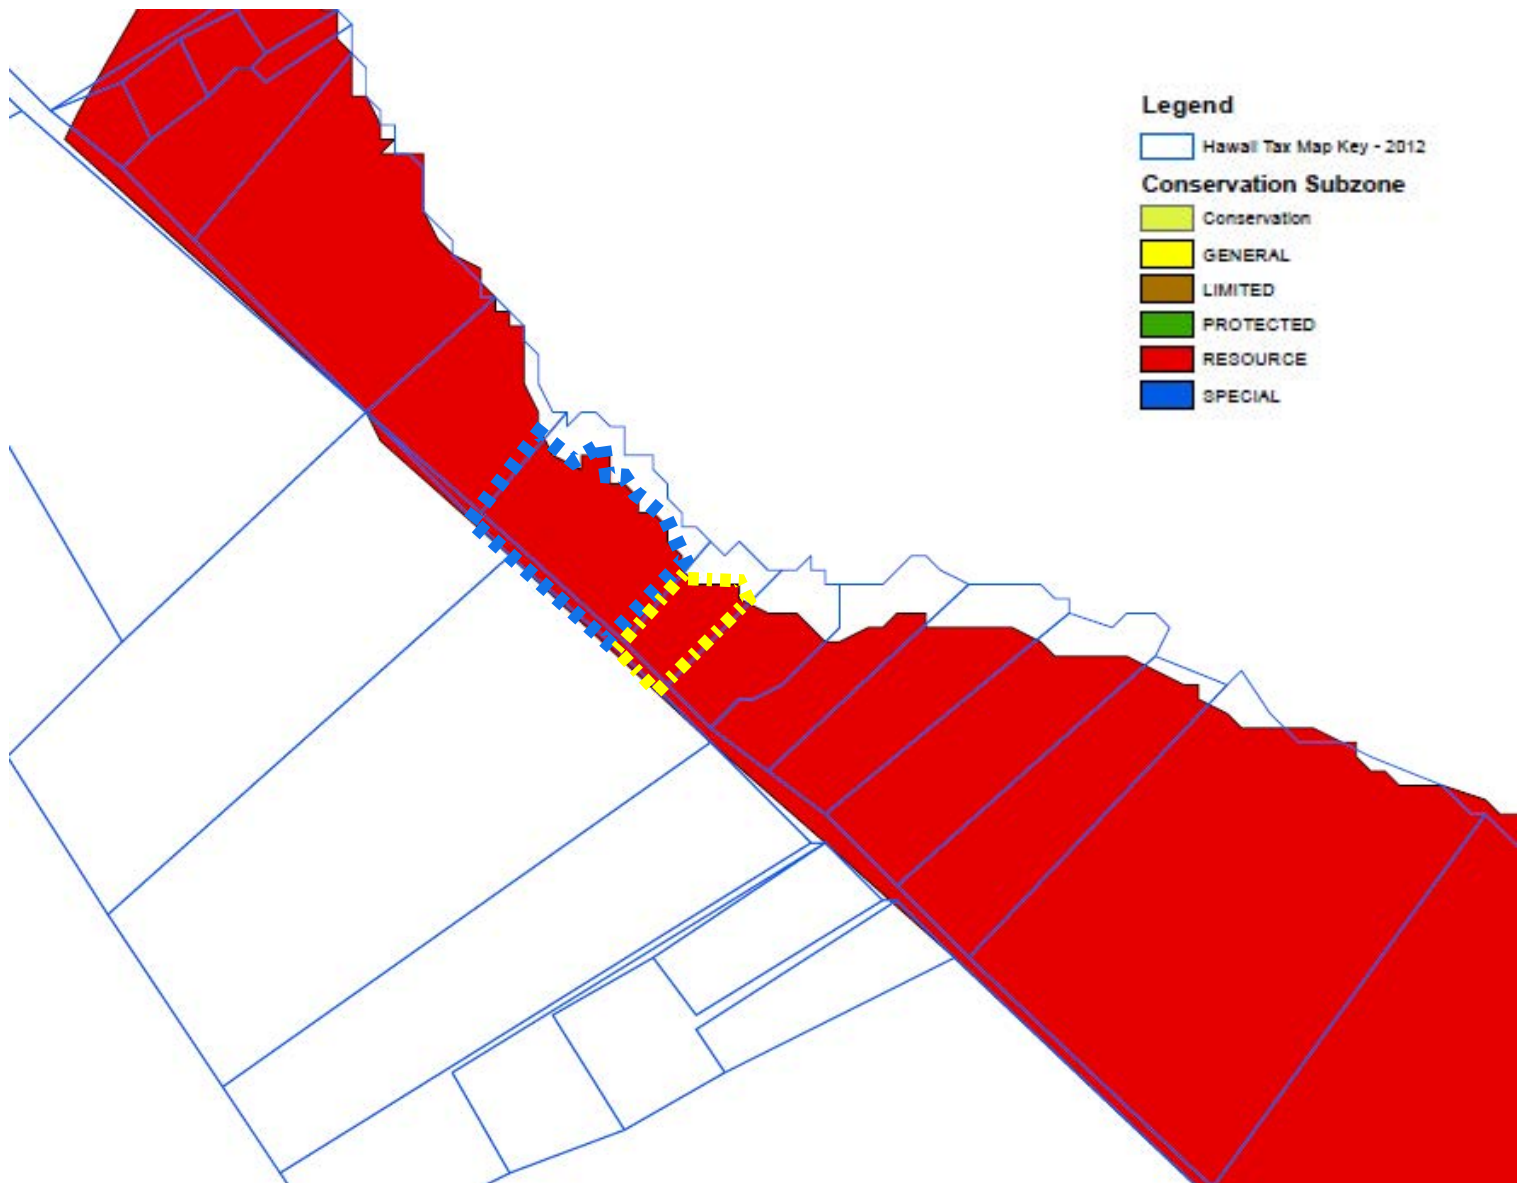 Legend
Hawaii Tax Map Key - 2012
Conservation Subzone
Conservation
GENERAL
LIMITED
PROTECTED
RESOURCE
SPECIAL